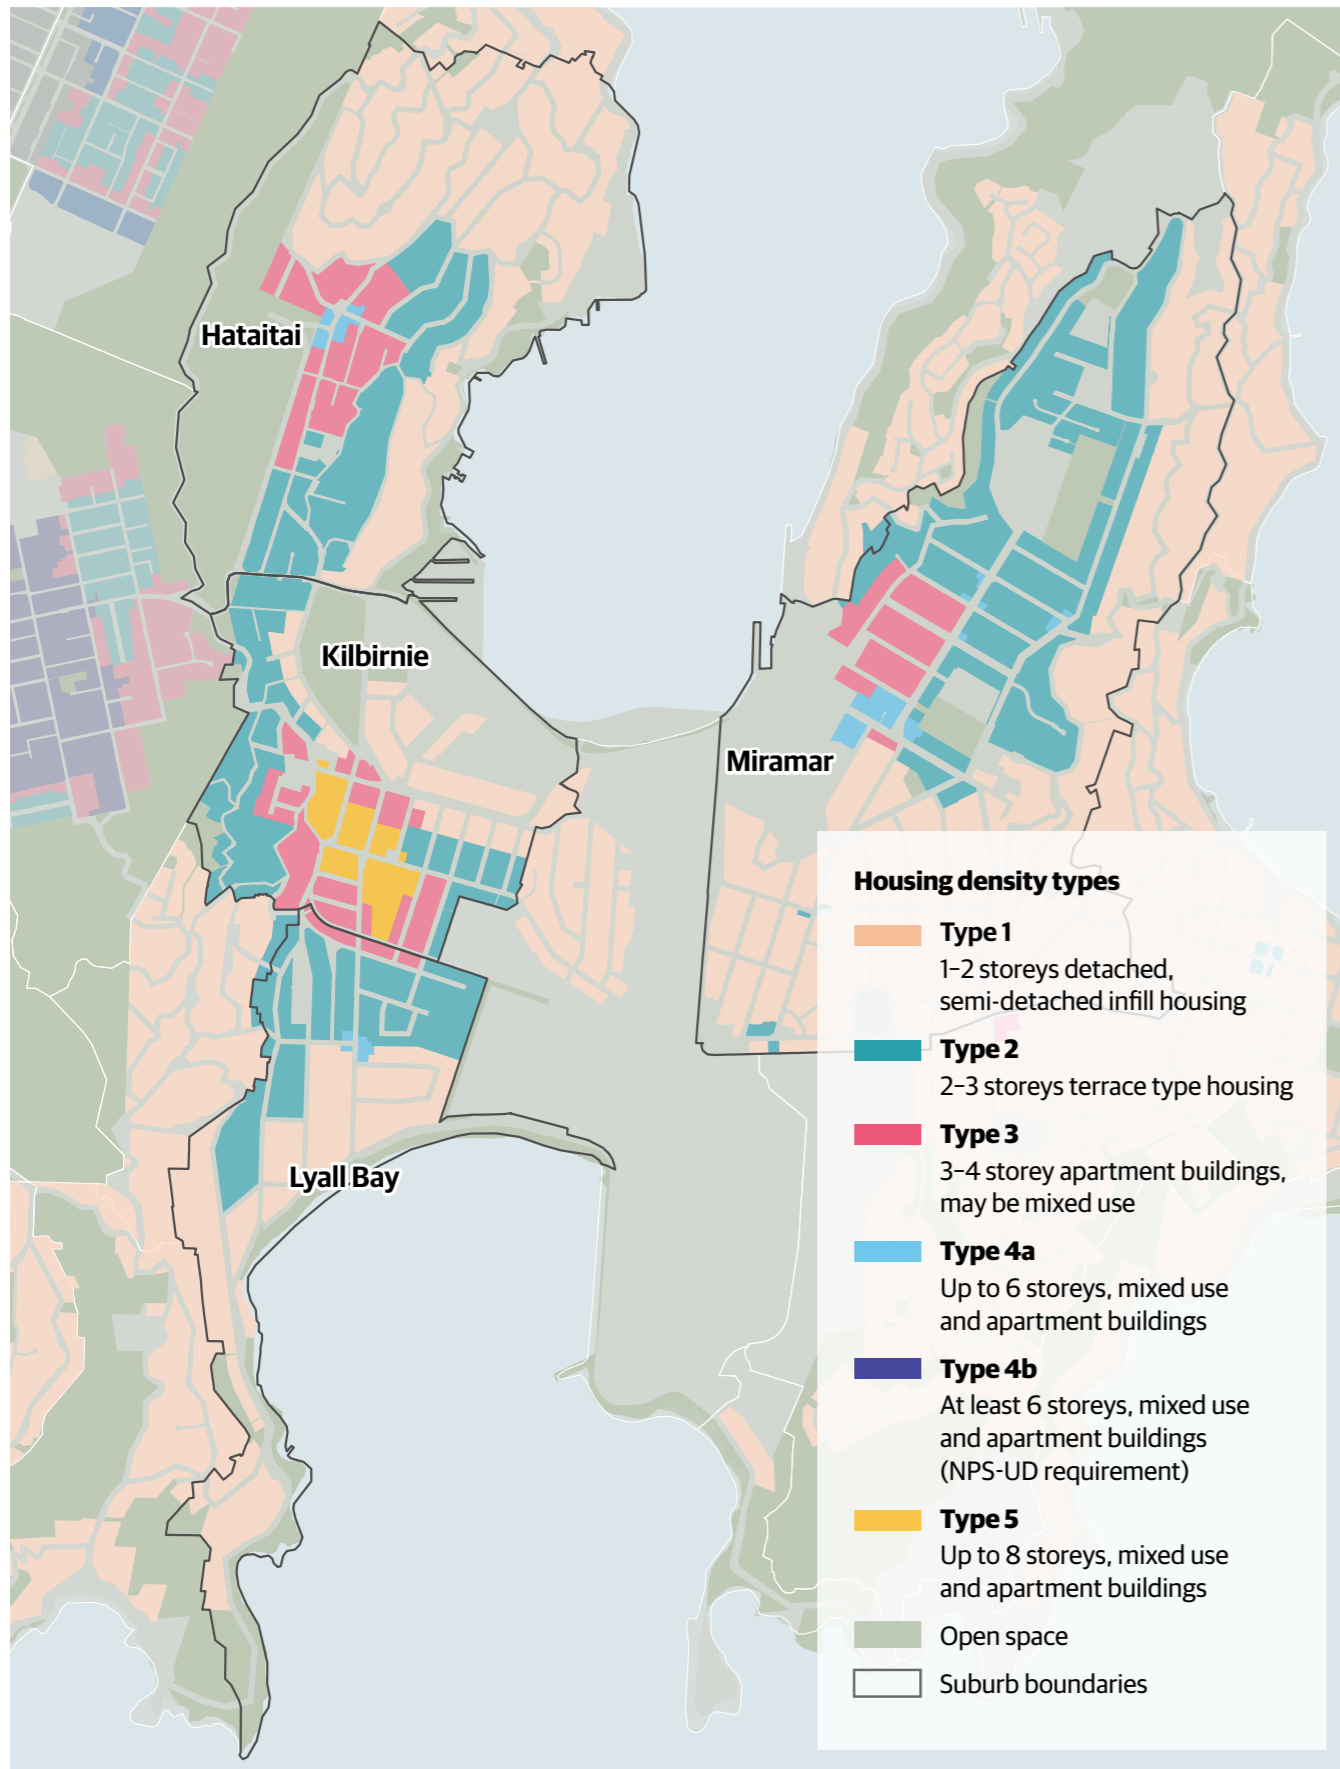 Hataitai
Kilbirnie
Miramar
Lyall Bay
Housing density types
Type 1
1–2 storeys detached,
semi-detached infill housing
Type 2
2–3 storeys terrace type housing
Type 3
3–4 storey apartment buildings,
may be mixed use
Type 4a
Up to 6 storeys, mixed use
and apartment buildings
Type 4b
At least 6 storeys, mixed use
and apartment buildings
(NPS-UD requirement)
Type 5
Up to 8 storeys, mixed use
and apartment buildings
Open space
Suburb boundaries